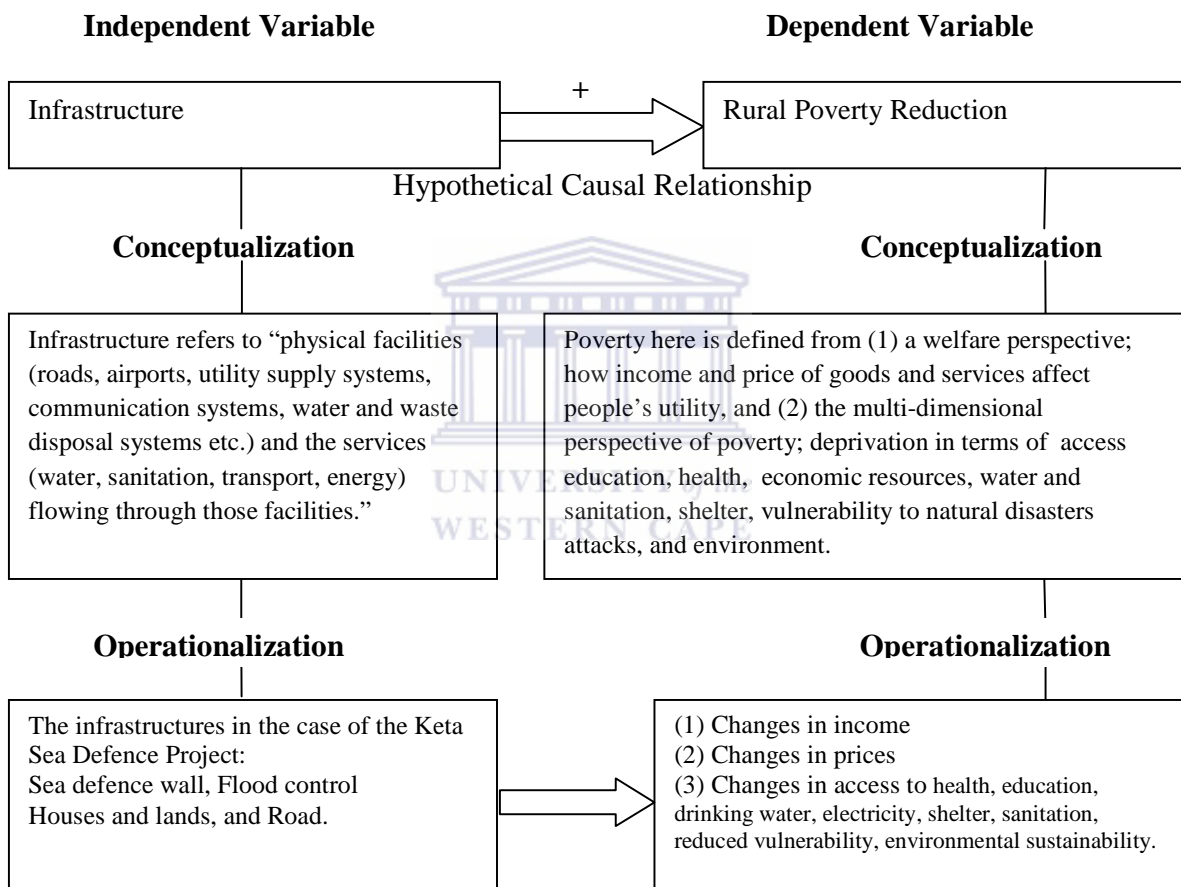 Independent Variable
Dependent Variable
Infrastructure
+
Rural Poverty Reduction
Hypothetical Causal Relationship
Conceptualization
Conceptualization
Infrastructure refers to “physical facilities
(roads, airports, utility supply systems,
communication systems, water and waste
disposal systems etc.) and the services
(water, sanitation, transport, energy)
flowing through those facilities.”
Poverty here is defined from (1) a welfare perspective;
how income and price of goods and services affect
people’s utility, and (2) the multi-dimensional
perspective of poverty; deprivation in terms of access
education, health, economic resources, water and
sanitation, shelter, vulnerability to natural disasters
attacks, and environment.
UNIVERSITY of the
WESTERN CAPE
Operationalization
Operationalization
The infrastructures in the case of the Keta
Sea Defence Project:
Sea defence wall, Flood control
Houses and lands, and Road.
(1) Changes in income
(2) Changes in prices
(3) Changes in access to health, education,
drinking water, electricity, shelter, sanitation,
reduced vulnerability, environmental sustainability.